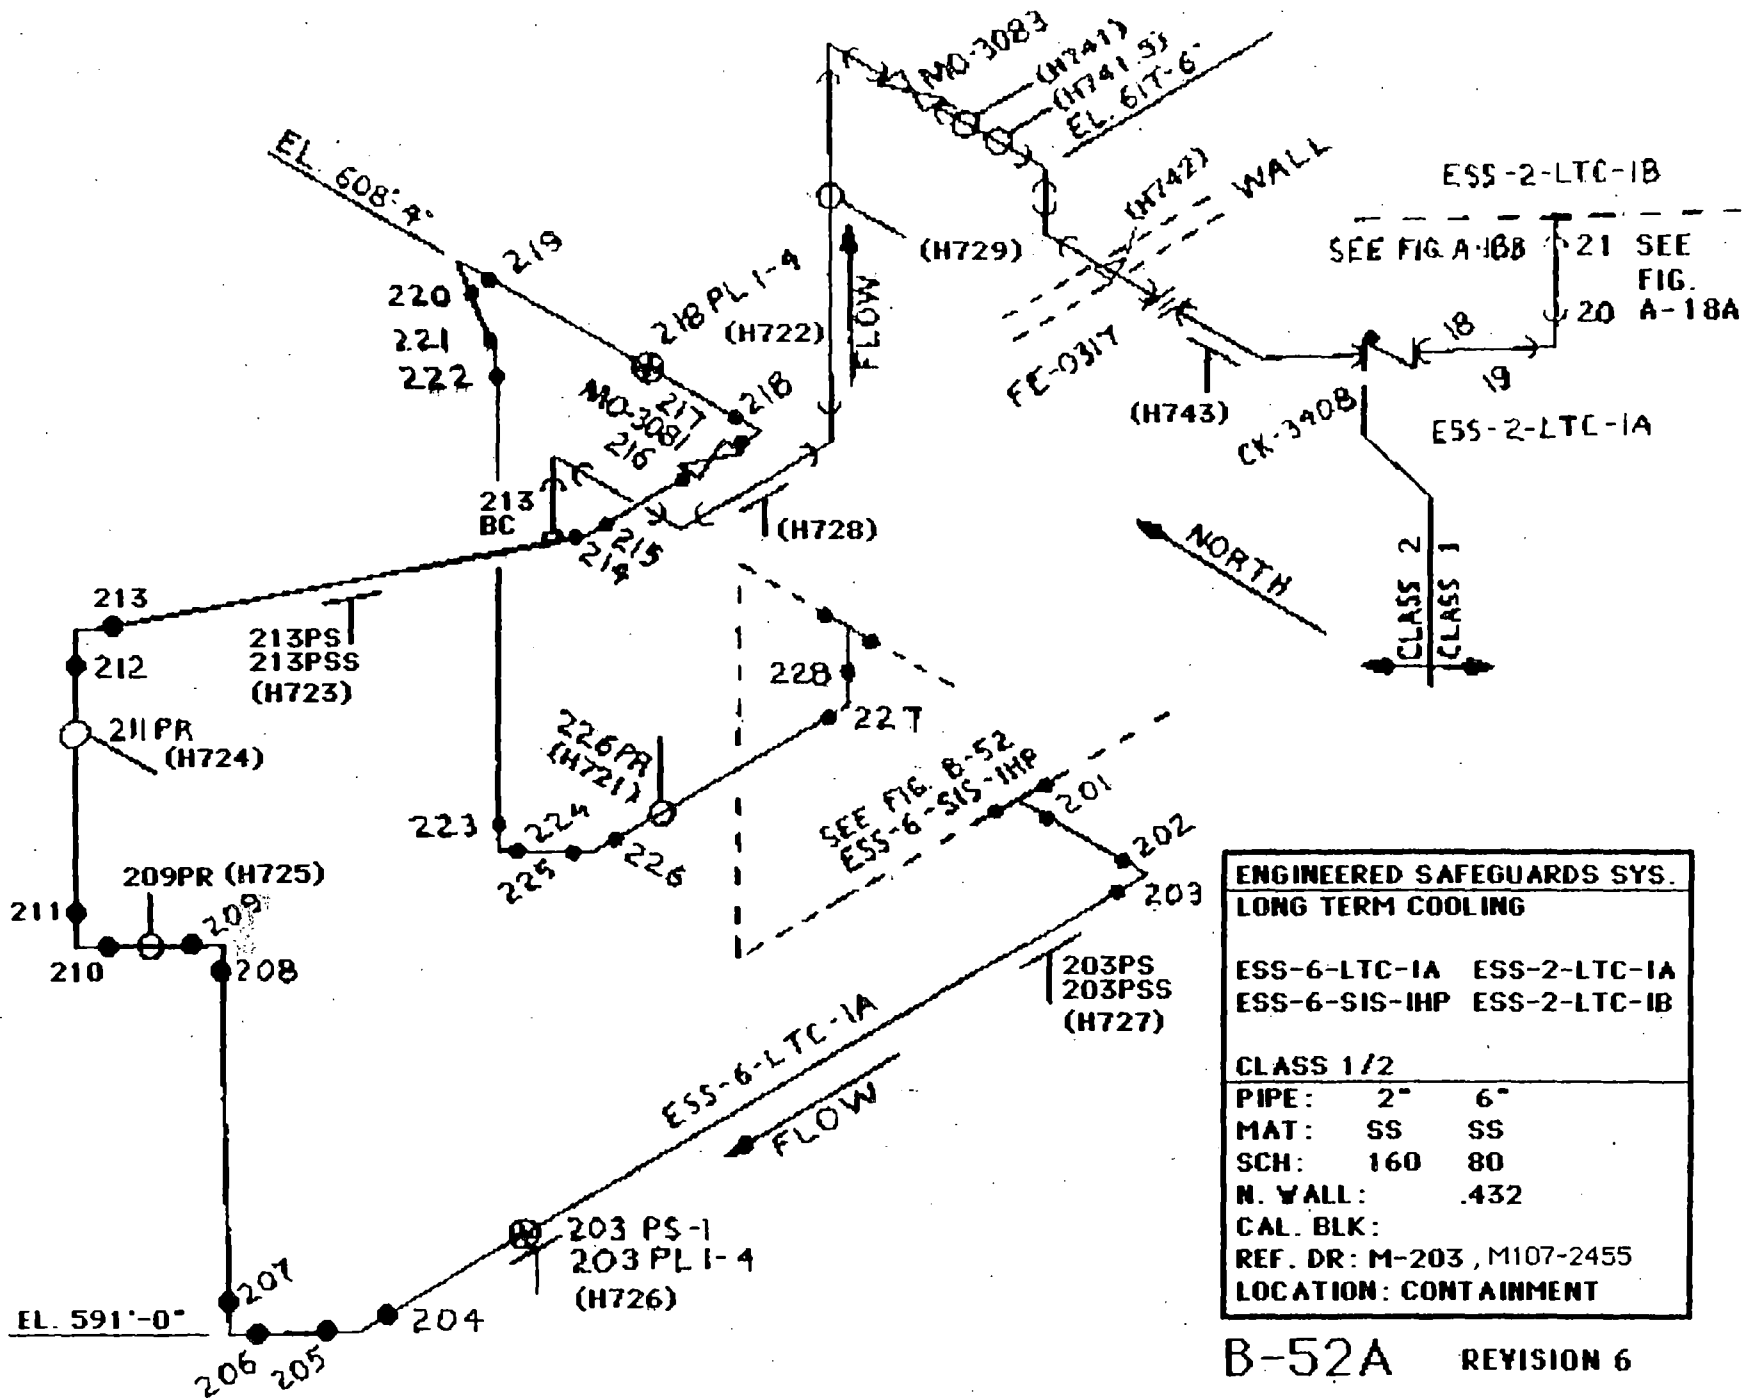 MO-3083
(H741)
(H741.5)
EL. 617'-6"
EL. 608'-4"
(H742)
WALL
ESS-2-LTC-1B
SEE FIG. A-18B
21 SEE
FIG.
20 A-18A
219
220
221
222
218 PL 1-4
(H722)
(H729)
FLOW
FE-0317
18
19
(H743)
CK-3408
ESS-2-LTC-1A
217
218
MO-3081
216
213
BC
215
214
(H728)
NORTH
CLASS 2
CLASS 1
213
213PS
213PSS
(H723)
212
211PR
(H724)
228
227
226PR
(H721)
SEE FIG. B-52
ESS-6-SIS-1HP
201
202
203
223
224
225
226
209PR (H725)
211
209
210
208
203PS
203PSS
(H727)
ESS-6-LTC-1A
FLOW
203 PS-1
203 PL 1-4
(H726)
207
204
EL. 591'-0"
206
205
ENGINEERED SAFEGUARDS SYS.
LONG TERM COOLING
ESS-6-LTC-1A ESS-2-LTC-1A
ESS-6-SIS-1HP ESS-2-LTC-1B
CLASS 1/2
PIPE: 2" 6"
MAT: SS SS
SCH: 160 80
N. WALL: .432
CAL. BLK:
REF. DR: M-203, M107-2455
LOCATION: CONTAINMENT
B-52A REVISION 6